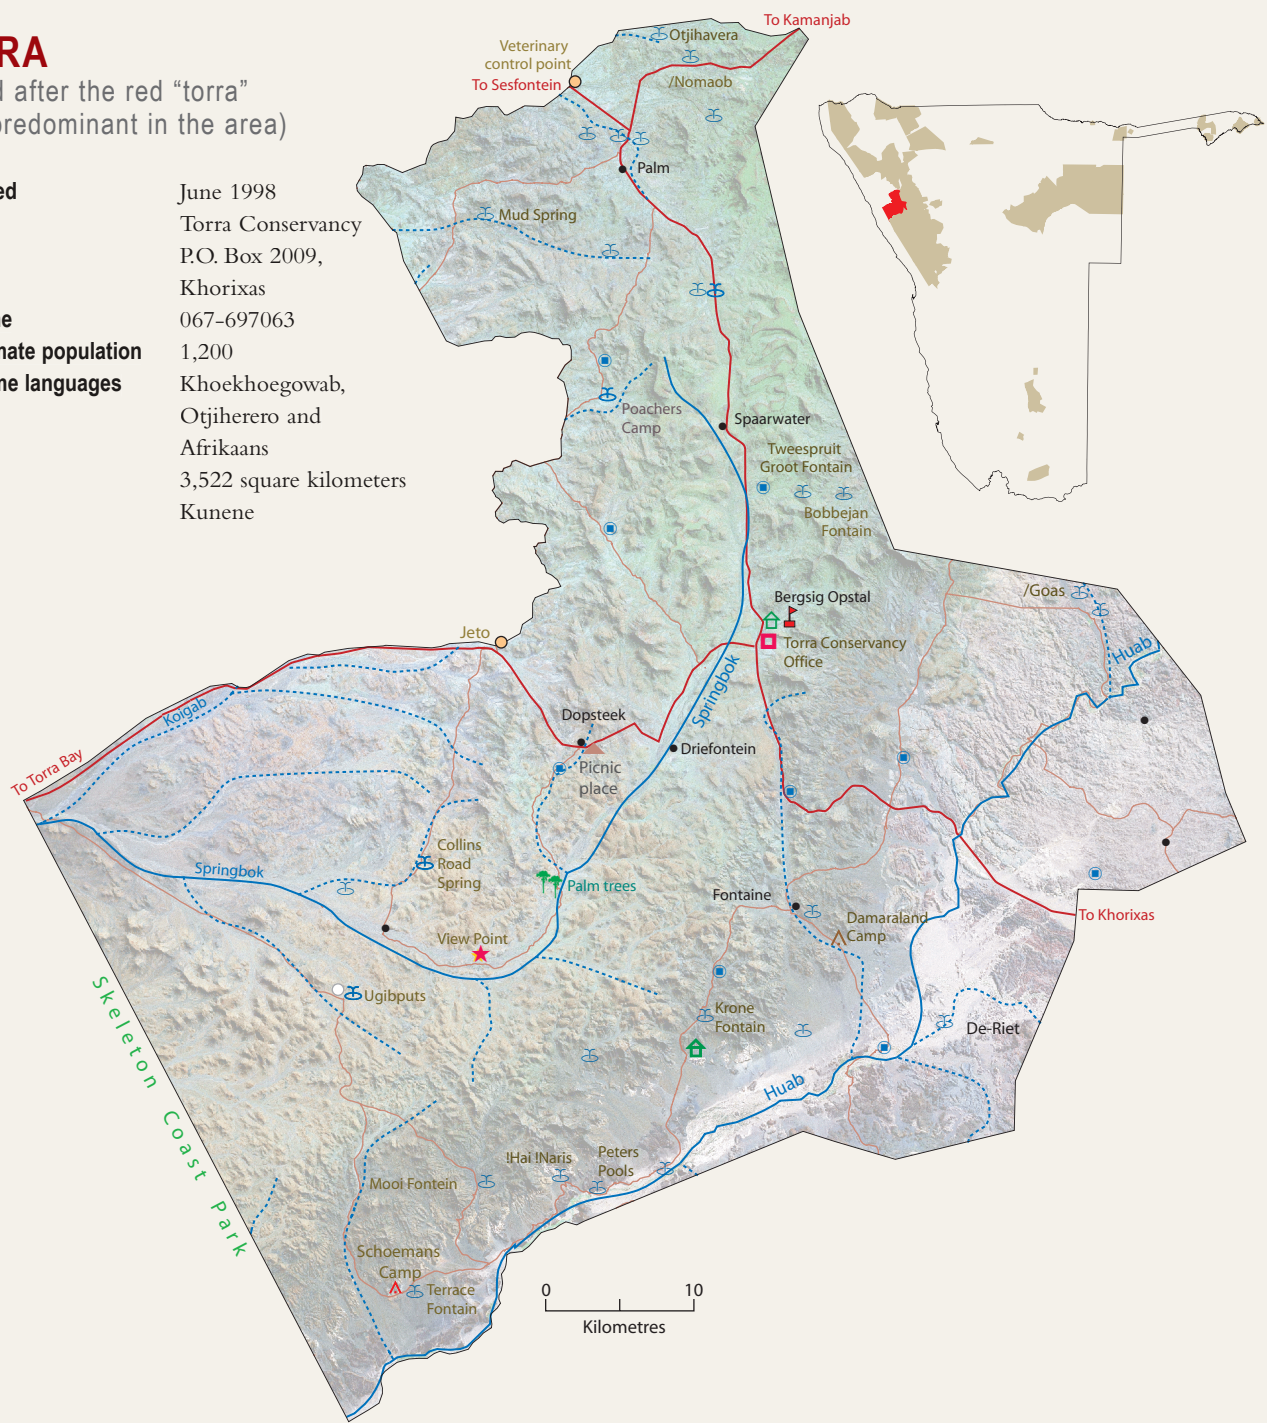 RA
after the red “torra”
predominant in the area)
June 1998
Torra Conservancy
P.O. Box 2009,
Khorixas
067-697063
population
1,200
languages
Khoekhoegowab,
Otjiherero and
Afrikaans
3,522 square kilometers
Kunene
To Kamanjab
Otjihavera
Veterinary
control point
To Sesfontein
/Nomaob
Palm
Mud Spring
Poachers
Camp
Spaarwater
Tweespruit
Groot Fontain
Bobbejan
Fontain
Bergsig Opstal
/Goas
Torra Conservancy
Office
Huab
Jeto
Springbok
Koigab
Dopsteek
Driefontein
Picnic
place
To Torra Bay
Collins
Road
Spring
Springbok
Palm trees
Fontaine
Damaraland
Camp
To Khorixas
View Point
Ugibputs
Krone
Fontain
De-Riet
Skeleton Coast Park
Huab
!Hai !Naris
Peters
Pools
Mooi Fontein
Schoemans
Camp
Terrace
Fontain
0 10
Kilometres